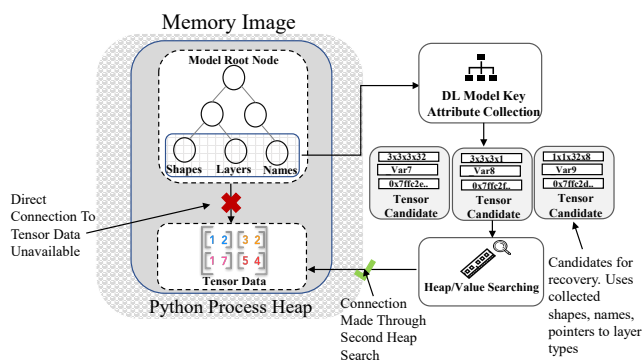 Memory Image
Model Root Node
Shapes Layers Names
Direct
Connection To
Tensor Data
Unavailable
1 2 3 2
1 7 5 4
Tensor Data
Python Process Heap
DL Model Key
Attribute Collection
3x3x3x32
Var7
0x7ffc2e..
Tensor
Candidate
3x3x3x1
Var8
0x7ffc2f..
Tensor
Candidate
1x1x32x8
Var9
0x7ffc2d..
Tensor
Candidate
Heap/Value Searching
Connection
Made Through
Second Heap
Search
Candidates for
recovery. Uses
collected
shapes, names,
pointers to layer
types